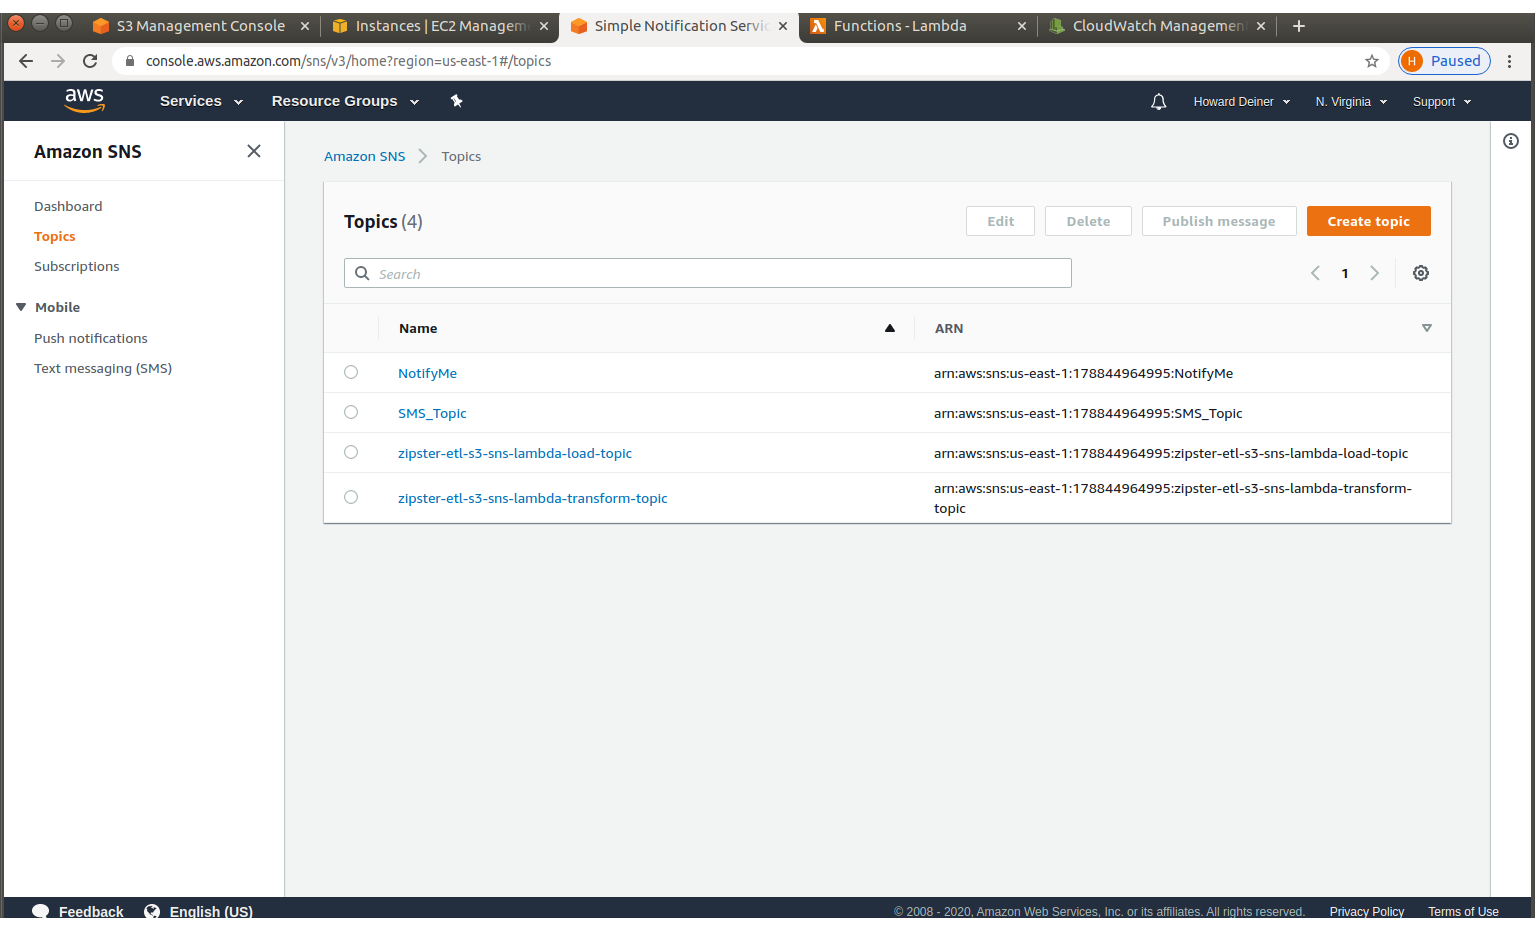 S3 Management Console
Instances | EC2 Managem
Simple Notification Servic
Functions - Lambda
CloudWatch Management
console.aws.amazon.com/sns/v3/home?region=us-east-1#/topics
H Paused
aws
Services
Resource Groups
Howard Deiner
N. Virginia
Support
Amazon SNS
Dashboard
Topics
Subscriptions
Mobile
Push notifications
Text messaging (SMS)
Amazon SNS
Topics
Topics (4)
Edit
Delete
Publish message
Create topic
Search
1
Name
ARN
NotifyMe
arn:aws:sns:us-east-1:178844964995:NotifyMe
SMS_Topic
arn:aws:sns:us-east-1:178844964995:SMS_Topic
zipster-etl-s3-sns-lambda-load-topic
arn:aws:sns:us-east-1:178844964995:zipster-etl-s3-sns-lambda-load-topic
zipster-etl-s3-sns-lambda-transform-topic
arn:aws:sns:us-east-1:178844964995:zipster-etl-s3-sns-lambda-transform-
topic
Feedback
English (US)
© 2008 - 2020, Amazon Web Services, Inc. or its affiliates. All rights reserved.
Privacy Policy
Terms of Use